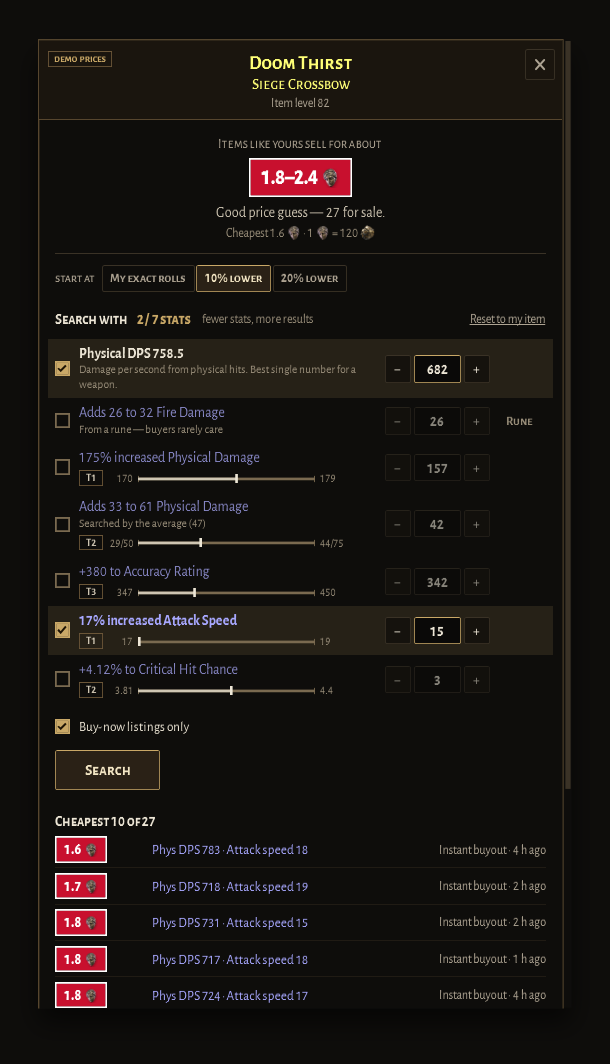 DEMO PRICES
DOOM THIRST
SIEGE CROSSBOW
Item level 82
ITEMS LIKE YOURS SELL FOR ABOUT
1.8–2.4
Good price guess — 27 for sale.
Cheapest 1.6 · 1 = 120
START AT MY EXACT ROLLS 10% LOWER 20% LOWER
SEARCH WITH 2 / 7 STATS fewer stats, more results Reset to my item
Physical DPS 758.5
Damage per second from physical hits. Best single number for a
weapon.
− 682 +
Adds 26 to 32 Fire Damage
From a rune — buyers rarely care
− 26 + RUNE
175% increased Physical Damage
T1 170 179
− 157 +
Adds 33 to 61 Physical Damage
Searched by the average (47)
T2 29/50 44/75
− 42 +
+380 to Accuracy Rating
T3 347 450
− 342 +
17% increased Attack Speed
T1 17 19
− 15 +
+4.12% to Critical Hit Chance
T2 3.81 4.4
− 3 +
Buy-now listings only
SEARCH
CHEAPEST 10 OF 27
1.6 Phys DPS 783 · Attack speed 18 Instant buyout · 4 h ago
1.7 Phys DPS 718 · Attack speed 19 Instant buyout · 2 h ago
1.8 Phys DPS 731 · Attack speed 15 Instant buyout · 2 h ago
1.8 Phys DPS 717 · Attack speed 18 Instant buyout · 1 h ago
1.8 Phys DPS 724 · Attack speed 17 Instant buyout · 4 h ago